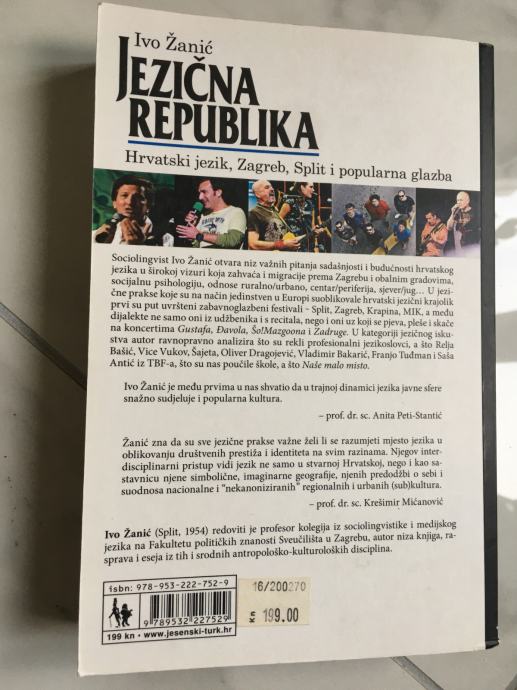 Ivo Žanić
JEZIČNA
REPUBLIKA
Hrvatski jezik, Zagreb, Split i popularna glazba
Sociolingvist Ivo Žanić otvara niz važnih pitanja sadašnjosti i budućnosti hrvatskog
jezika u širokoj vizuri koja zahvaća i migracije prema Zagrebu i obalnim gradovima,
socijalnu psihologiju, odnose ruralno/urbano, centar/periferija, sjever/jug... U jezi-
čne prakse koje su na način jedinstven u Europi suoblikovale hrvatski jezični krajolik
prvi su put uvršteni zabavnoglazbeni festivali - Split, Zagreb, Krapina, MIK, a među
dijalekte ne samo oni iz udžbenika i s recitala, nego i oni uz koji se pjeva, pleše i skače
na koncertima Gustafa, Đavola, Šo!Mazgoona i Zadruge. U kategoriji jezičnog isku-
stva autor ravnopravno analizira što su rekli profesionalni jezikoslovci, a što Relja
Bašić, Vice Vukov, Šajeta, Oliver Dragojević, Vladimir Bakarić, Franjo Tuđman i Saša
Antić iz TBF-a, što su nas poučile škole, a što Naše malo misto.
Ivo Žanić je među prvima u nas shvatio da u trajnoj dinamici jezika javne sfere
snažno sudjeluje i popularna kultura.
– prof. dr. sc. Anita Peti-Stantić
Žanić zna da su sve jezične prakse važne želi li se razumjeti mjesto jezika u
oblikovanju društvenih prestiža i identiteta na svim razinama. Njegov inter-
disciplinarni pristup vidi jezik ne samo u stvarnoj Hrvatskoj, nego i kao sa-
stavnicu njene simbolične, imaginarne geografije, njenih predodžbi o sebi i
suodnosa nacionalne i "nekanoniziranih" regionalnih i urbanih (sub)kultura.
– prof. dr. sc. Krešimir Mićanović
Ivo Žanić (Split, 1954) redoviti je profesor kolegija iz sociolingvistike i medijskog
jezika na Fakultetu političkih znanosti Sveučilišta u Zagrebu, autor niza knjiga, ra-
sprava i eseja iz tih i srodnih antropološko-kulturoloških disciplina.
isbn: 978-953-222-752-9
9 789532 227529
199 kn • www.jesenski-turk.hr
16/200270
kn 199.00